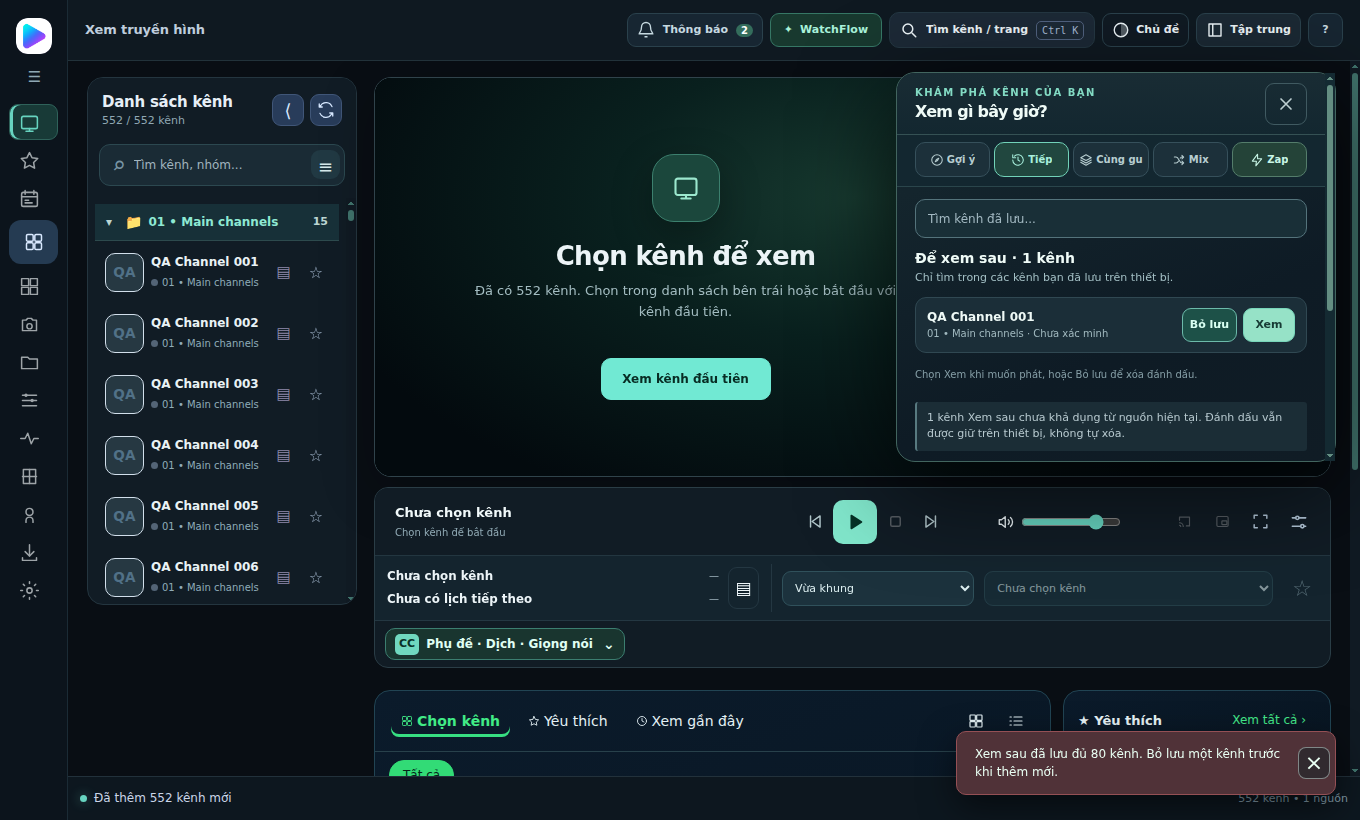 Xem truyền hình
Thông báo 2
✦ WatchFlow
Tìm kênh / trang Ctrl K
Chủ đề
Tập trung
?
Danh sách kênh
552 / 552 kênh
Tìm kênh, nhóm...
01 • Main channels 15
QA QA Channel 001
01 • Main channels
QA QA Channel 002
01 • Main channels
QA QA Channel 003
01 • Main channels
QA QA Channel 004
01 • Main channels
QA QA Channel 005
01 • Main channels
QA QA Channel 006
01 • Main channels
Chọn kênh để xem
Đã có 552 kênh. Chọn trong danh sách bên trái hoặc bắt đầu với
kênh đầu tiên.
Xem kênh đầu tiên
KHÁM PHÁ KÊNH CỦA BẠN
Xem gì bây giờ?
Gợi ý
Tiếp
Cùng gu
Mix
Zap
Tìm kênh đã lưu...
Để xem sau · 1 kênh
Chỉ tìm trong các kênh bạn đã lưu trên thiết bị.
QA Channel 001
01 • Main channels · Chưa xác minh
Bỏ lưu
Xem
Chọn Xem khi muốn phát, hoặc Bỏ lưu để xóa đánh dấu.
1 kênh Xem sau chưa khả dụng từ nguồn hiện tại. Đánh dấu vẫn
được giữ trên thiết bị, không tự xóa.
Chưa chọn kênh
Chọn kênh để bắt đầu
Chưa chọn kênh —
Chưa có lịch tiếp theo —
Vừa khung
Chưa chọn kênh
CC Phụ đề · Dịch · Giọng nói
Chọn kênh
Yêu thích
Xem gần đây
★ Yêu thích
Xem tất cả ›
Tất cả
Xem sau đã lưu đủ 80 kênh. Bỏ lưu một kênh trước
khi thêm mới.
Đã thêm 552 kênh mới
552 kênh • 1 nguồn